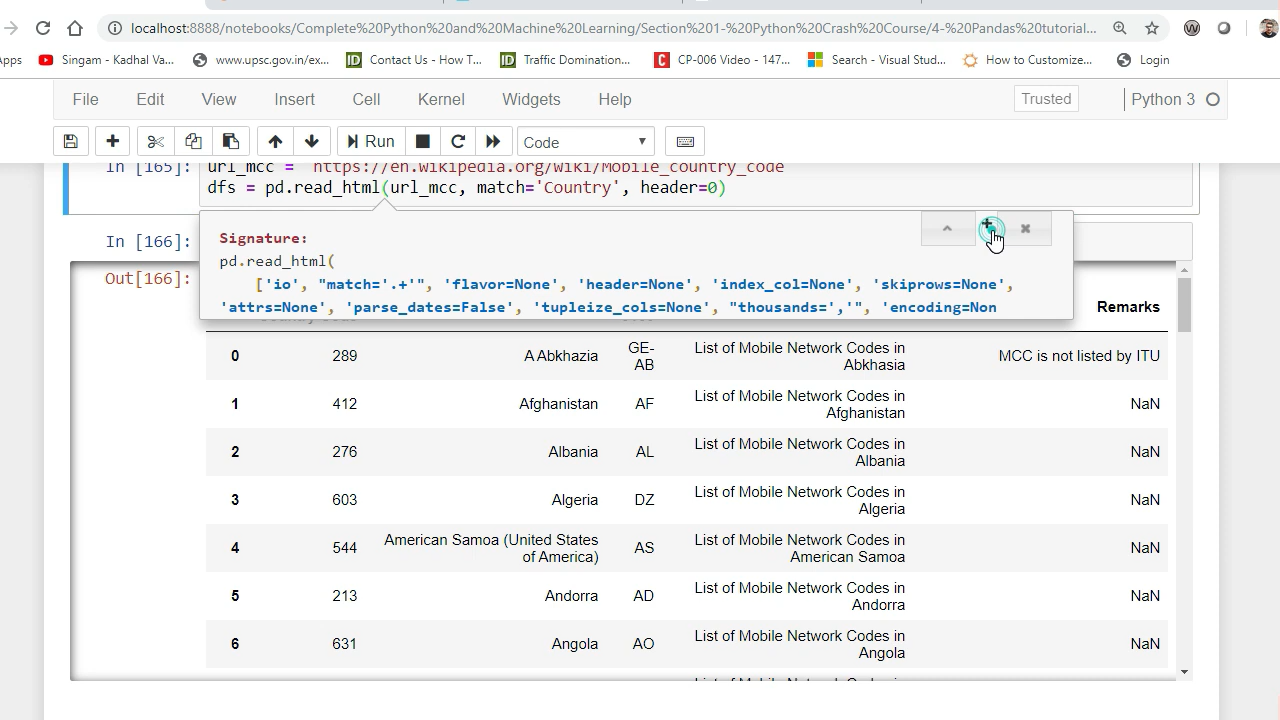 localhost:8888/notebooks/Complete%20Python%20and%20Machine%20Learning/Section%201-%20Python%20Crash%20Course/4-%20Pandas%20tutorial...
Apps Singam - Kadhal Va... www.upsc.gov.in/ex... Contact Us - How T... Traffic Domination... CP-006 Video - 147... Search - Visual Stud... How to Customize... Login
File Edit View Insert Cell Kernel Widgets Help Trusted Python 3
Run Code
In [165]: url_mcc = 'https://en.wikipedia.org/wiki/Mobile_country_code
dfs = pd.read_html(url_mcc, match='Country', header=0)
Signature:
pd.read_html(
['io', "match='.+'", 'flavor=None', 'header=None', 'index_col=None', 'skiprows=None',
'attrs=None', 'parse_dates=False', 'tupleize_cols=None', "thousands=','", 'encoding=Non
In [166]:
Out[166]:
Remarks
0 289 A Abkhazia GE-AB List of Mobile Network Codes in Abkhasia MCC is not listed by ITU
1 412 Afghanistan AF List of Mobile Network Codes in Afghanistan NaN
2 276 Albania AL List of Mobile Network Codes in Albania NaN
3 603 Algeria DZ List of Mobile Network Codes in Algeria NaN
4 544 American Samoa (United States of America) AS List of Mobile Network Codes in American Samoa NaN
5 213 Andorra AD List of Mobile Network Codes in Andorra NaN
6 631 Angola AO List of Mobile Network Codes in Angola NaN